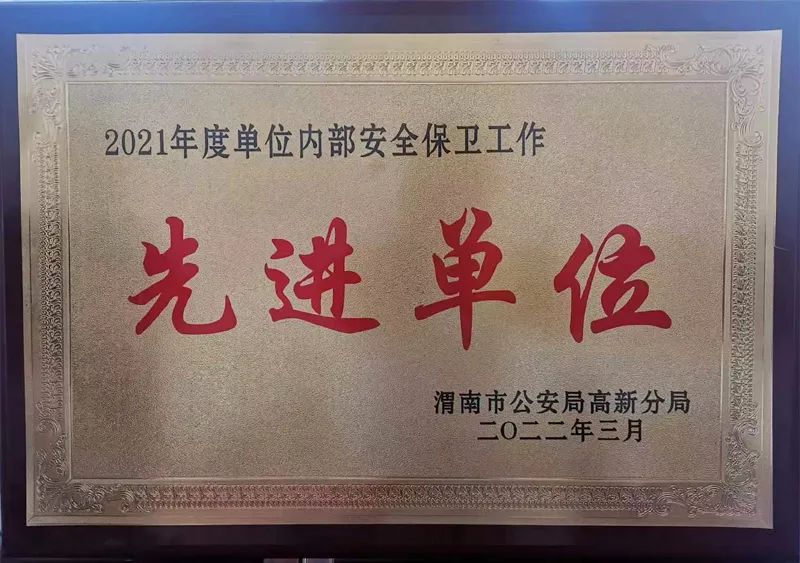 2021年度单位内部安全保卫工作
先进单位
渭南市公安局高新分局
二〇二二年三月